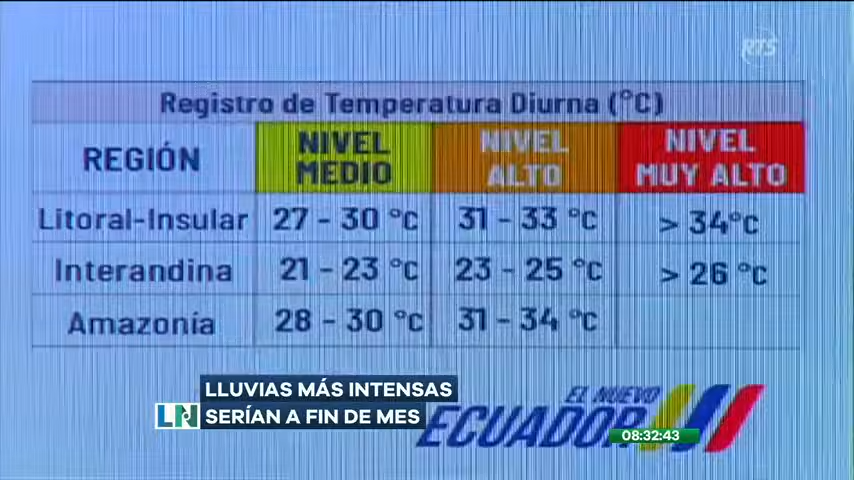 RTS
Registro de Temperatura Diurna (°C)
REGIÓN NIVEL MEDIO NIVEL ALTO NIVEL MUY ALTO
Litoral-Insular 27 - 30 °C 31 - 33 °C > 34°C
Interandina 21 - 23 °C 23 - 25 °C > 26 °C
Amazonía 28 - 30 °C 31 - 34 °C
LLUVIAS MÁS INTENSAS
LN SERÍAN A FIN DE MES
EL NUEVO
ECUADOR
08:32:43